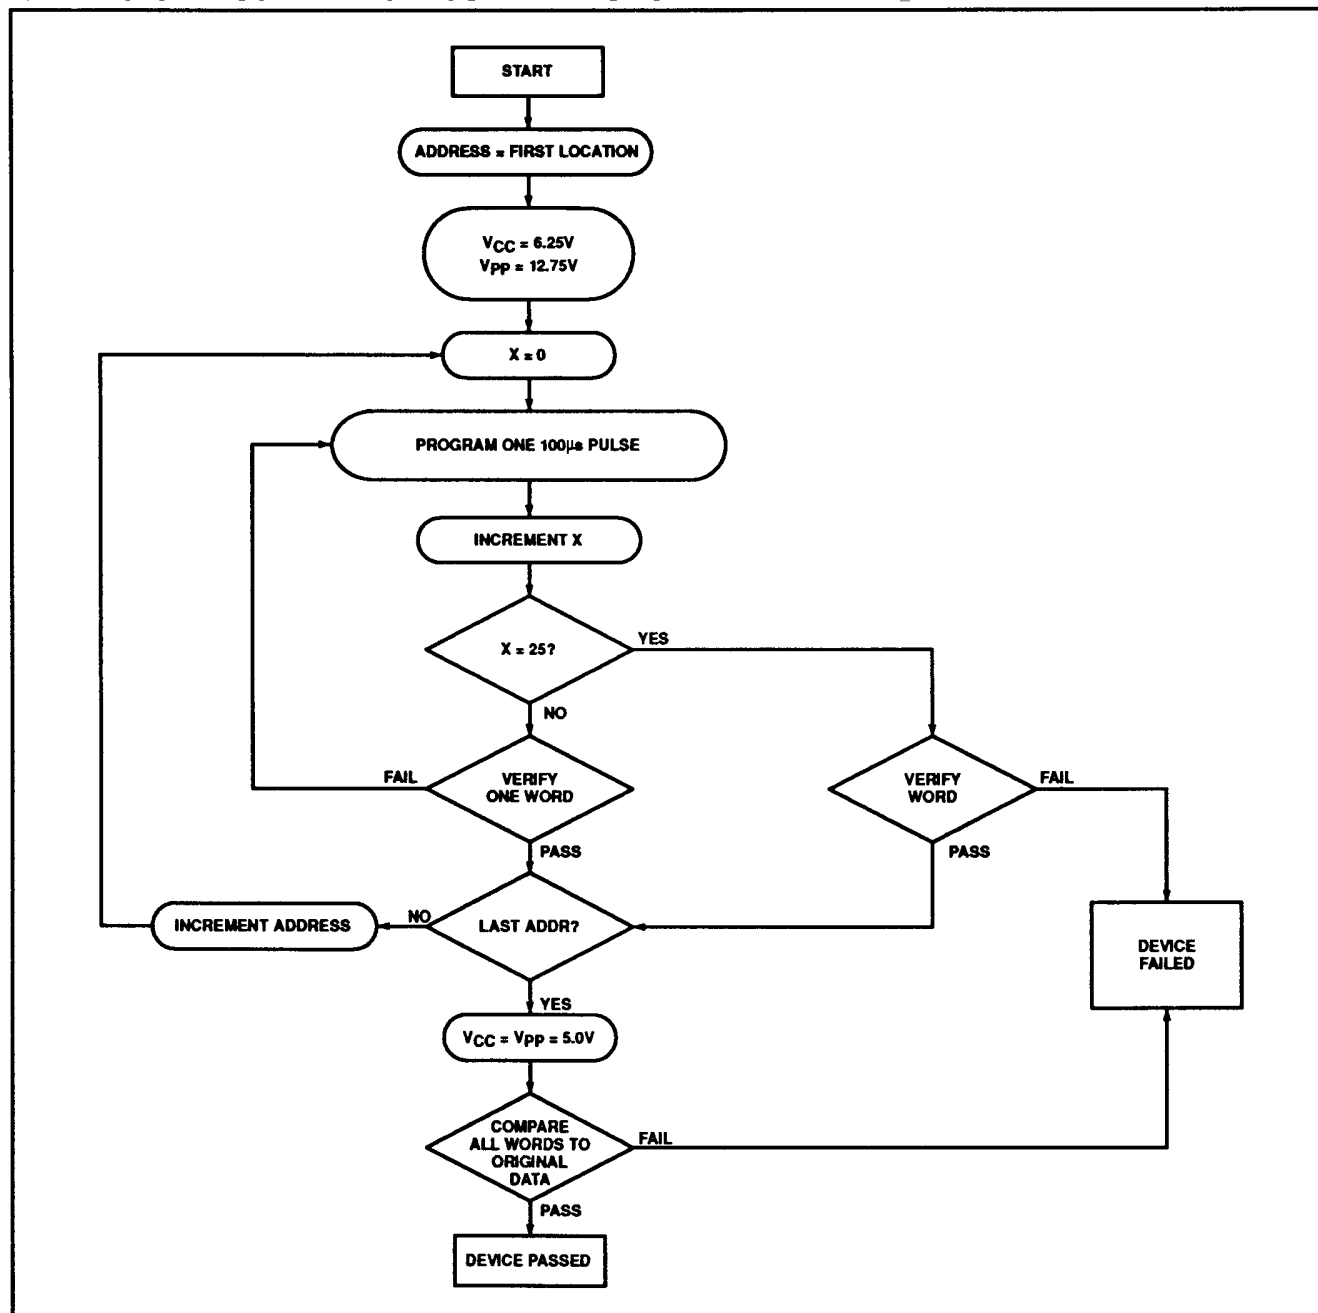 START
ADDRESS = FIRST LOCATION
VCC = 6.25V
VPP = 12.75V
X = 0
PROGRAM ONE 100µs PULSE
INCREMENT X
X = 25?
YES
NO
FAIL
VERIFY
ONE WORD
VERIFY
WORD
FAIL
PASS
PASS
INCREMENT ADDRESS
NO
LAST ADDR?
DEVICE
FAILED
YES
VCC = VPP = 5.0V
COMPARE
ALL WORDS TO
ORIGINAL
DATA
FAIL
PASS
DEVICE PASSED